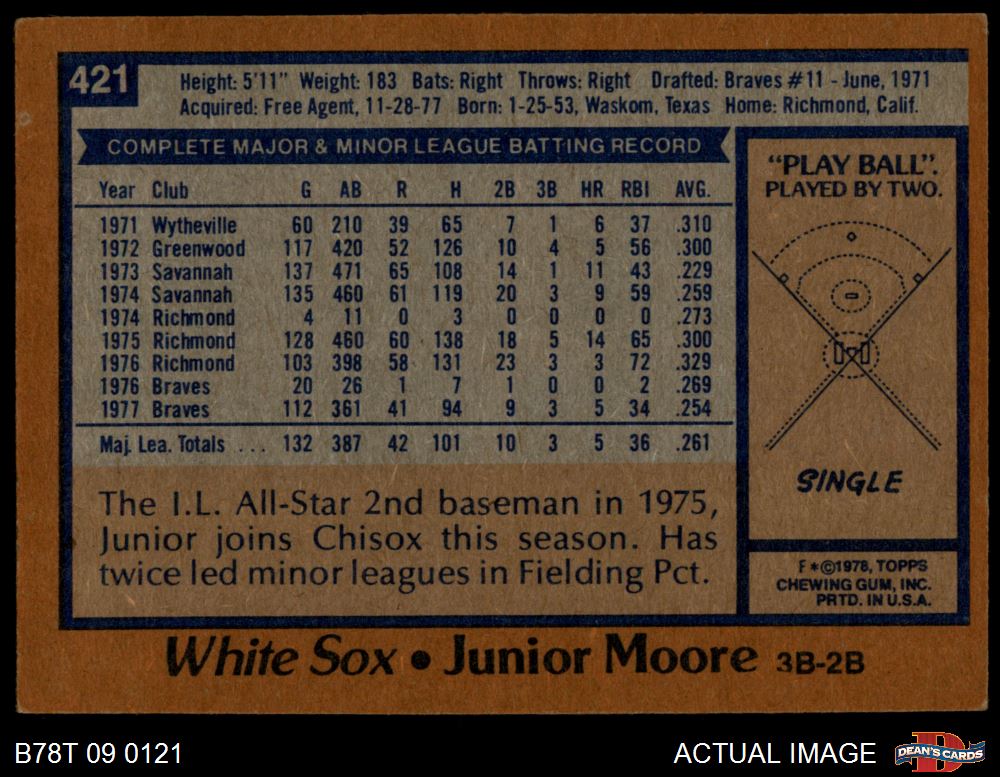 421
Height: 5'11" Weight: 183 Bats: Right Throws: Right Drafted: Braves #11 - June, 1971
Acquired: Free Agent, 11-28-77 Born: 1-25-53, Waskom, Texas Home: Richmond, Calif.
COMPLETE MAJOR & MINOR LEAGUE BATTING RECORD
Year Club G AB R H 2B 3B HR RBI AVG.
1971 Wytheville 60 210 39 65 7 1 6 37 .310
1972 Greenwood 117 420 52 126 10 4 5 56 .300
1973 Savannah 137 471 65 108 14 1 11 43 .229
1974 Savannah 135 460 61 119 20 3 9 59 .259
1974 Richmond 4 11 0 3 0 0 0 0 .273
1975 Richmond 128 460 60 138 18 5 14 65 .300
1976 Richmond 103 398 58 131 23 3 3 72 .329
1976 Braves 20 26 1 7 1 0 0 2 .269
1977 Braves 112 361 41 94 9 3 5 34 .254
Maj. Lea. Totals ... 132 387 42 101 10 3 5 36 .261
The I.L. All-Star 2nd baseman in 1975,
Junior joins Chisox this season. Has
twice led minor leagues in Fielding Pct.
"PLAY BALL".
PLAYED BY TWO.
SINGLE
F *©1978, TOPPS
CHEWING GUM, INC.
PRTD. IN U.S.A.
White Sox • Junior Moore 3B-2B
B78T 09 0121
ACTUAL IMAGE
D
DEAN'S CARDS